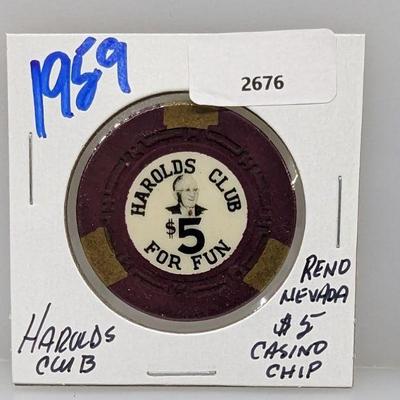 1959
2676
HAROLDS CLUB
$5
FOR FUN
HAROLDS
CLUB
RENO
NEVADA
$5
CASINO
CHIP